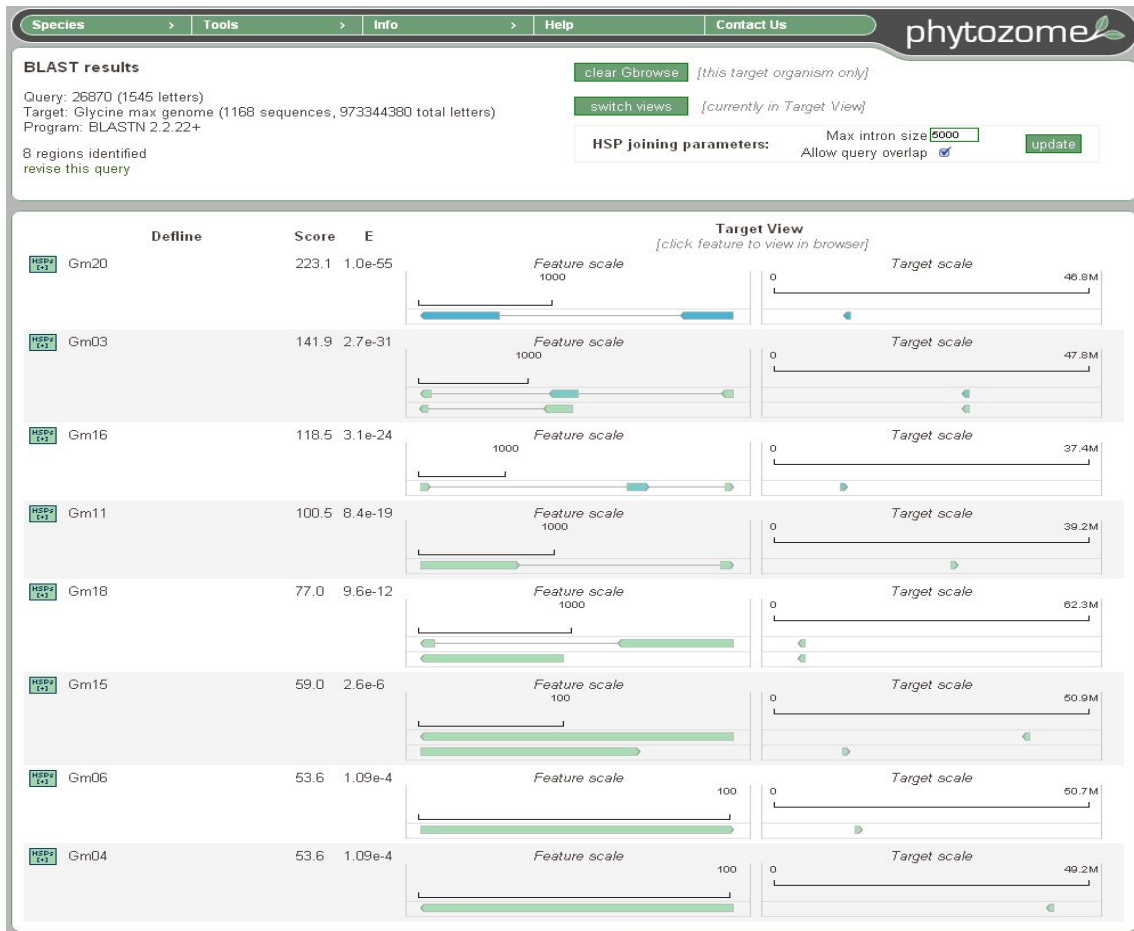 Species > Tools > Info > Help Contact Us
phytozome
BLAST results
Query: 26870 (1545 letters)
Target: Glycine max genome (1168 sequences, 973344380 total letters)
Program: BLASTN 2.2.22+
8 regions identified
revise this query
clear Gbrowse [this target organism only]
switch views [currently in Target View]
HSP joining parameters: Max intron size 5000
Allow query overlap
update
Defline Score E Target View
[click feature to view in browser]
HSPs [+] Gm20 223.1 1.0e-55 Feature scale Target scale
1000 0 46.8M
HSPs [+] Gm03 141.9 2.7e-31 Feature scale Target scale
1000 0 47.8M
HSPs [+] Gm16 118.5 3.1e-24 Feature scale Target scale
1000 0 37.4M
HSPs [+] Gm11 100.5 8.4e-19 Feature scale Target scale
1000 0 39.2M
HSPs [+] Gm18 77.0 9.6e-12 Feature scale Target scale
1000 0 62.3M
HSPs [+] Gm15 59.0 2.6e-6 Feature scale Target scale
100 0 50.9M
HSPs [+] Gm06 53.6 1.09e-4 Feature scale Target scale
100 0 50.7M
HSPs [+] Gm04 53.6 1.09e-4 Feature scale Target scale
100 0 49.2M